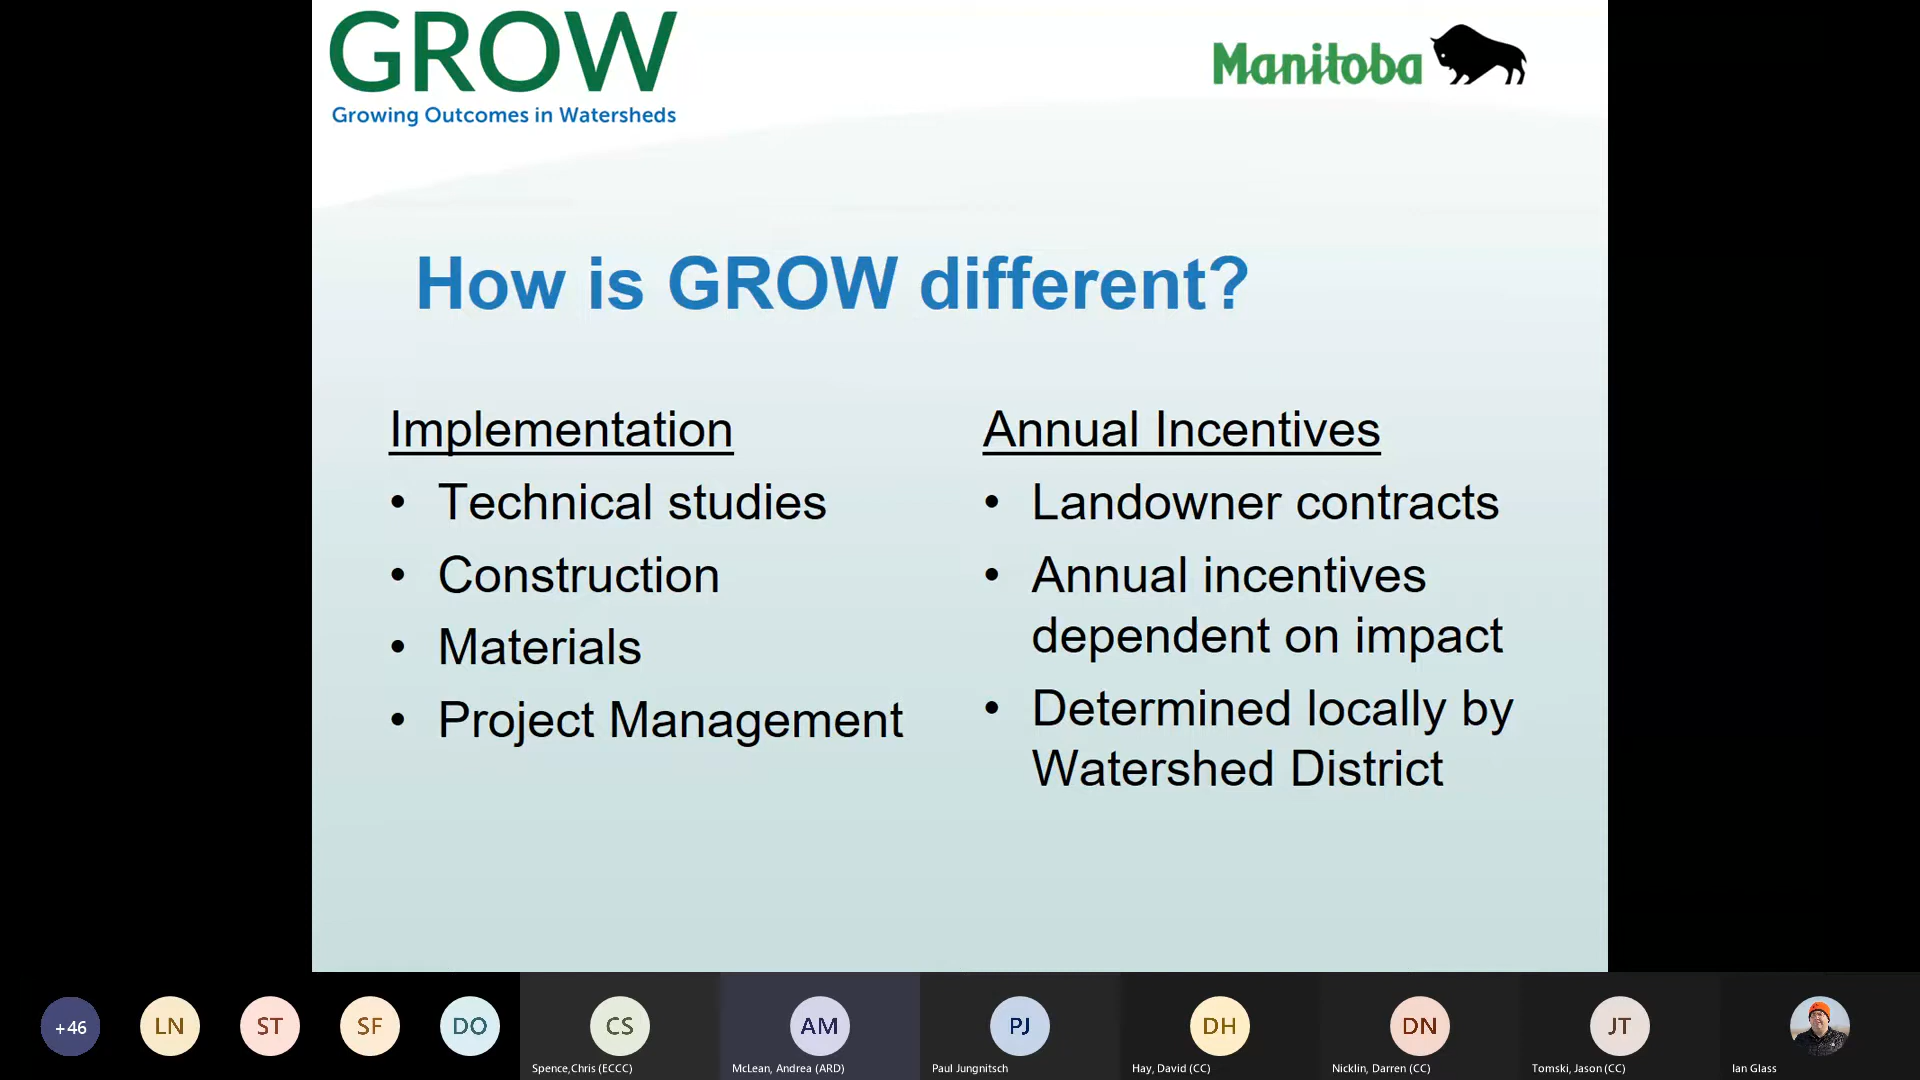 GROW
Growing Outcomes in Watersheds
Manitoba
How is GROW different?
Implementation
• Technical studies
• Construction
• Materials
• Project Management
Annual Incentives
• Landowner contracts
• Annual incentives
dependent on impact
• Determined locally by
Watershed District
+46
LN
ST
SF
DO
CS
Spence,Chris (ECCC)
AM
McLean, Andrea (ARD)
PJ
Paul Jungnitsch
DH
Hay, David (CC)
DN
Nicklin, Darren (CC)
JT
Tomski, Jason (CC)
Ian Glass